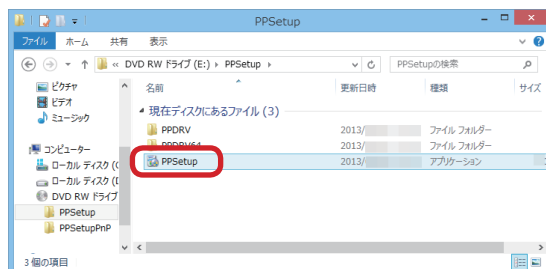 PPSetup
ファイル ホーム 共有 表示
« DVD RW ドライブ (E:) ▸ PPSetup ▸ PPSetupの検索
ピクチャ
ビデオ
ミュージック
コンピューター
ローカル ディスク (C
ローカル ディスク (D
DVD RW ドライブ
PPSetup
PPSetupPnP
名前 更新日時 種類 サイズ
現在ディスクにあるファイル (3)
PPDRV 2013/ ファイル フォルダー
PPDRV64 2013/ ファイル フォルダー
PPSetup 2013/ アプリケーション
3 個の項目